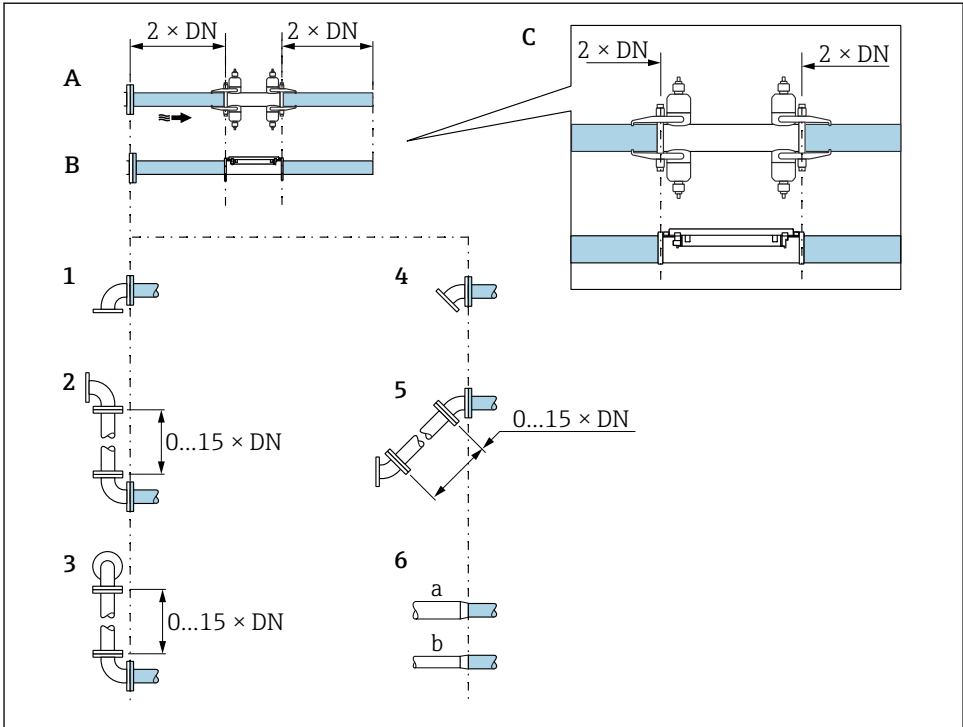 2 × DN
2 × DN
C
2 × DN
2 × DN
A
B
1
4
2
0...15 × DN
5
0...15 × DN
3
0...15 × DN
6
a
b